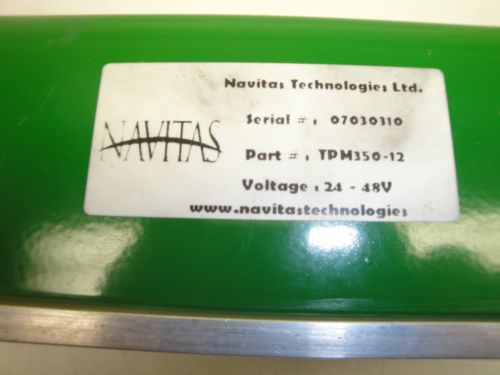 NAVITAS
Navitas Technologies Ltd.
Serial # : 07030310
Part # : TPM350-12
Voltage : 24 - 48V
www.navitastechnologies